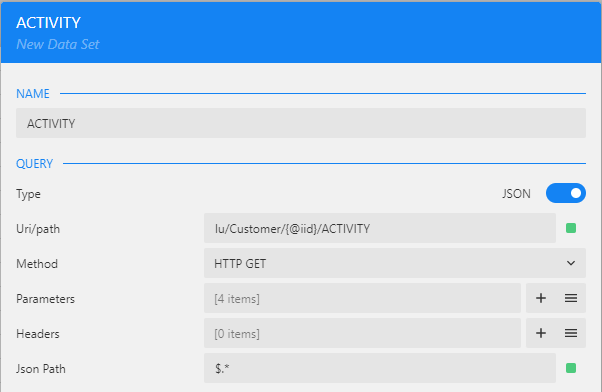 ACTIVITY
New Data Set
NAME
ACTIVITY
QUERY
Type JSON
Uri/path lu/Customer/{@iid}/ACTIVITY
Method HTTP GET
Parameters [4 items] +
Headers [0 items] +
Json Path $.*